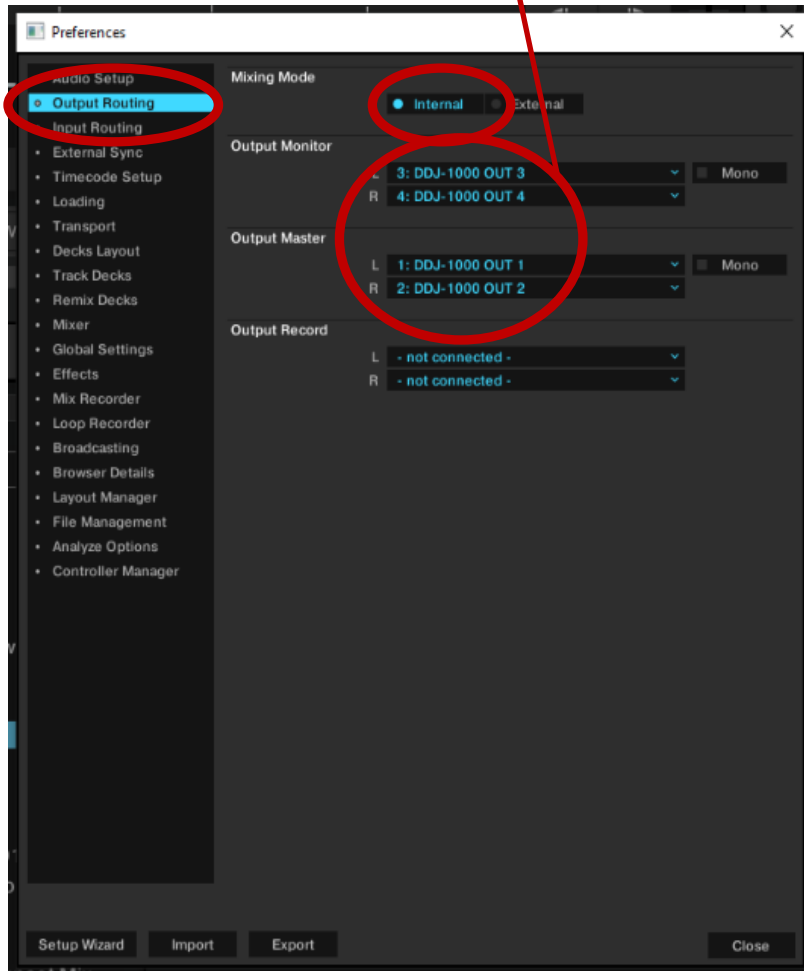 Preferences
Audio Setup
Output Routing
Input Routing
External Sync
Timecode Setup
Loading
Transport
Decks Layout
Track Decks
Remix Decks
Mixer
Global Settings
Effects
Mix Recorder
Loop Recorder
Broadcasting
Browser Details
Layout Manager
File Management
Analyze Options
Controller Manager
Mixing Mode
Internal External
Output Monitor
L 3: DDJ-1000 OUT 3 Mono
R 4: DDJ-1000 OUT 4
Output Master
L 1: DDJ-1000 OUT 1 Mono
R 2: DDJ-1000 OUT 2
Output Record
L - not connected -
R - not connected -
Setup Wizard Import Export Close